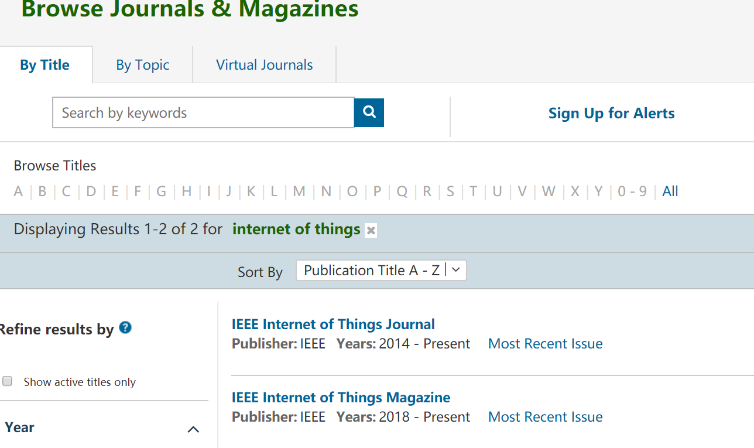 Browse Journals & Magazines
By Title By Topic Virtual Journals
Search by keywords
Sign Up for Alerts
Browse Titles
A | B | C | D | E | F | G | H | I | J | K | L | M | N | O | P | Q | R | S | T | U | V | W | X | Y | 0 - 9 | All
Displaying Results 1-2 of 2 for internet of things ×
Sort By Publication Title A - Z
Refine results by ?
Show active titles only
Year
IEEE Internet of Things Journal
Publisher: IEEE Years: 2014 - Present Most Recent Issue
IEEE Internet of Things Magazine
Publisher: IEEE Years: 2018 - Present Most Recent Issue